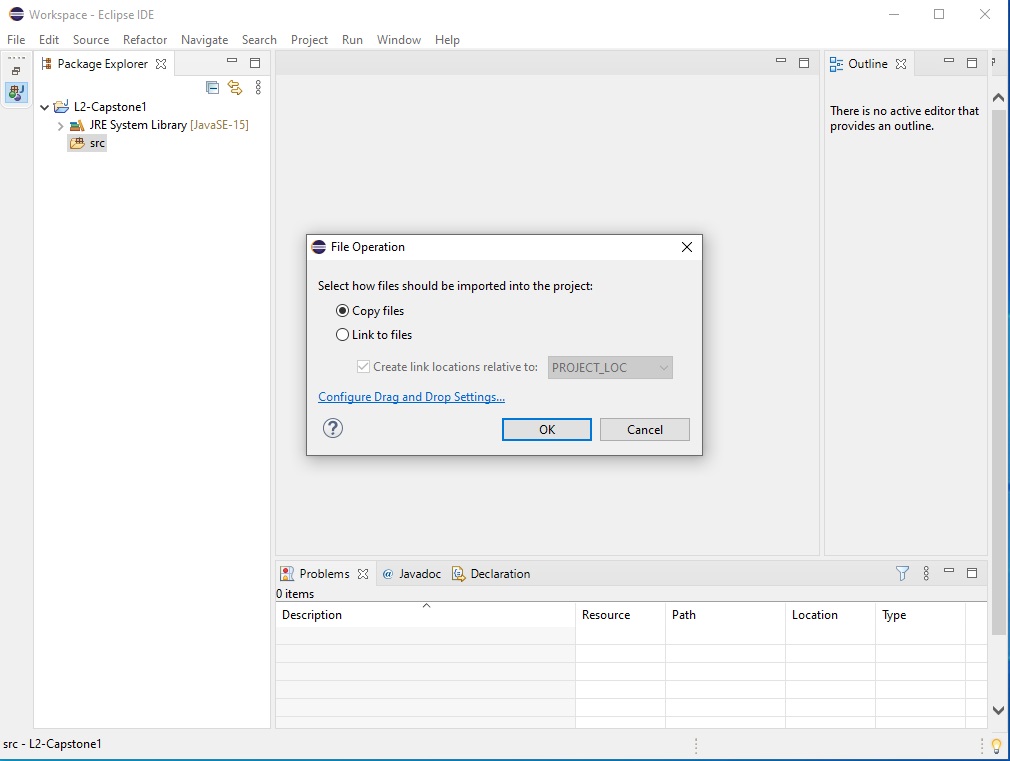 Workspace - Eclipse IDE
File Edit Source Refactor Navigate Search Project Run Window Help
Package Explorer
Outline
L2-Capstone1
JRE System Library [JavaSE-15]
src
There is no active editor that
provides an outline.
File Operation
Select how files should be imported into the project:
Copy files
Link to files
Create link locations relative to: PROJECT_LOC
Configure Drag and Drop Settings...
? OK Cancel
Problems @ Javadoc Declaration
0 items
Description Resource Path Location Type
src - L2-Capstone1